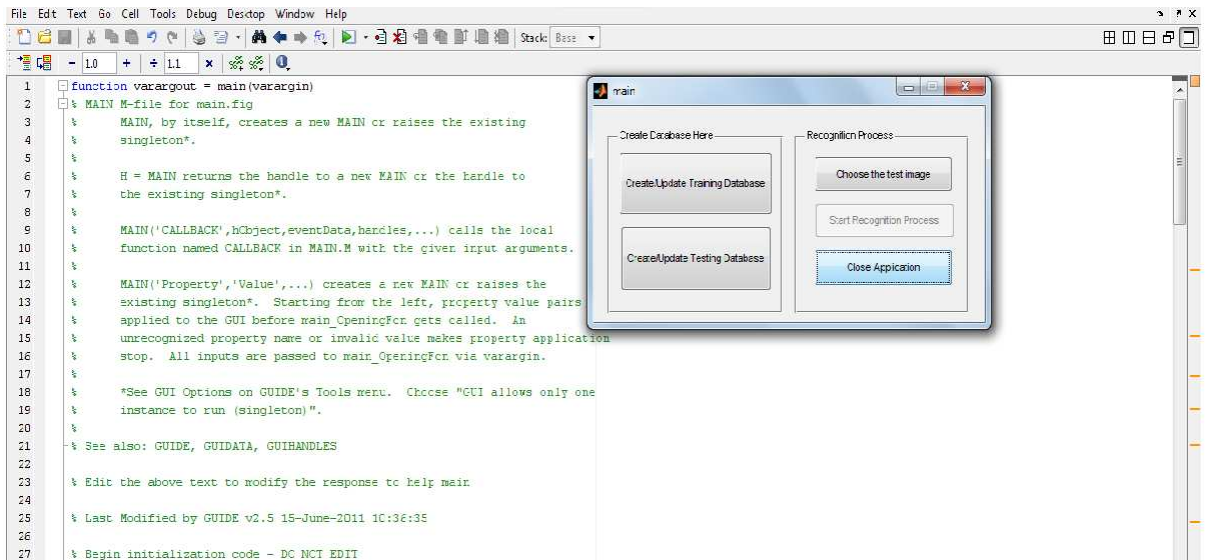 File Edit Text Go Cell Tools Debug Desktop Window Help
Stack: Base
- 1.0 + ÷ 1.1 ×
1 function varargout = main(varargin)
2 % MAIN M-file for main.fig
3 % MAIN, by itself, creates a new MAIN or raises the existing
4 % singleton*.
5 %
6 % H = MAIN returns the handle to a new MAIN or the handle to
7 % the existing singleton*.
8 %
9 % MAIN('CALLBACK',hObject,eventData,handles,...) calls the local
10 % function named CALLBACK in MAIN.M with the given input arguments.
11 %
12 % MAIN('Property','Value',...) creates a new MAIN or raises the
13 % existing singleton*. Starting from the left, property value pairs
14 % applied to the GUI before main_OpeningFcn gets called. An
15 % unrecognized property name or invalid value makes property application
16 % stop. All inputs are passed to main_OpeningFcn via varargin.
17 %
18 % *See GUI Options on GUIDE's Tools menu. Choose "GUI allows only one
19 % instance to run (singleton)".
20 %
21 % See also: GUIDE, GUIDATA, GUIHANDLES
22
23 % Edit the above text to modify the response to help main
24
25 % Last Modified by GUIDE v2.5 15-June-2011 10:36:35
26
27 % Begin initialization code - DO NOT EDIT
main
Create Database Here
Create/Update Training Database
Create/Update Testing Database
Recognition Process
Choose the test image
Start Recognition Process
Close Application